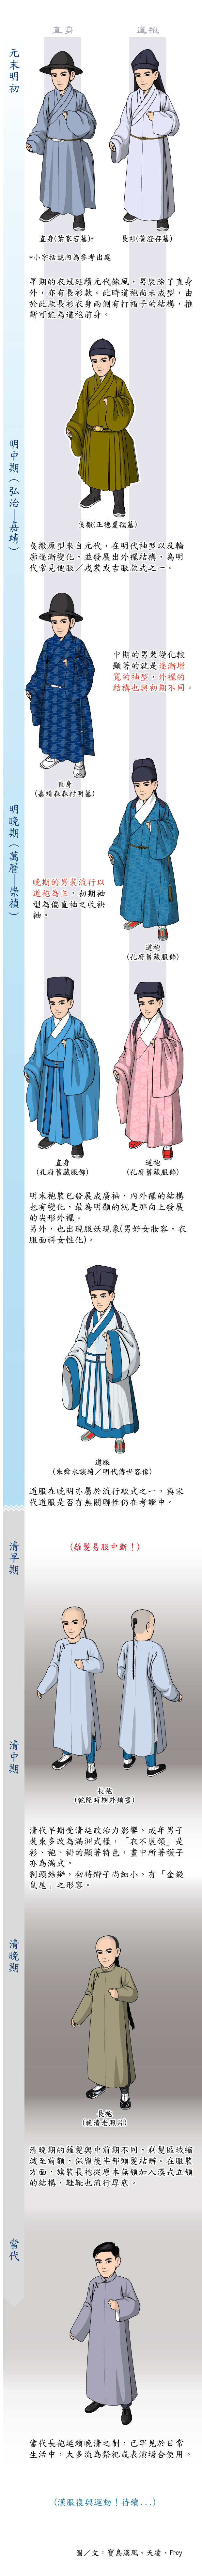 直身
道袍
元末明初
直身(葉家宕墓)*
長衫(黃澄存墓)
*小字括號內為參考出處
早期的衣冠延續元代餘風，男裝除了直身
外，亦有長衫款。此時道袍尚未成型，由
於此款長衫衣身兩側有打褶子的結構，推
斷可能為道袍前身。
曳撒(正德夏儒墓)
明中期（弘治—嘉靖）
曳撒原型來自元代，在明代袖型以及輪
廓逐漸變化、並發展出外襬結構、為明
代常見便服／戎裝或吉服款式之一。
中期的男裝變化較
顯著的就是逐漸增
寬的袖型，外襬的
結構也與初期不同。
直身
(嘉靖森森村明墓)
明晚期（萬曆—崇禎）
晚期的男裝流行以
道袍為主，初期袖
型為偏直袖之收袂
袖。
道袍
(孔府舊藏服飾)
直身
(孔府舊藏服飾)
道袍
(孔府舊藏服飾)
明末袍裝已發展成廣袖，內外襬的結構
也有變化，最為明顯的就是那向上發展
的尖形外襬。
另外，也出現服妖現象(男好女妝容，衣
服面料女性化)。
道服
(朱舜水談綺／明代傳世容像)
道服在晚明亦屬於流行款式之一，與宋
代道服是否有無關聯性仍在考證中。
清早期
(薙髮易服中斷！)
清中期
長袍
(乾隆時期外銷畫)
清代早期受清廷政治力影響，成年男子
裝束多改為滿洲式樣，「衣不裝領」是
衫、袍、褂的顯著特色，畫中所著襪子
亦為滿式。
剃頭結辮，初時辮子尚細小，有「金錢
鼠尾」之形容。
清晚期
長袍
(晚清老照片)
清晚期的薙髮與中前期不同，剃髮區域縮
減至前額，保留後半部頭髮結辮。在服裝
方面，旗裝長袍從原本無領加入漢式立領
的結構，鞋靴也流行厚底。
當代
當代長袍延續晚清之制，已罕見於日常
生活中，大多流為祭祀或表演場合使用。
(漢服復興運動！待續...)
圖／文：寶島漢風、天凌、Frey